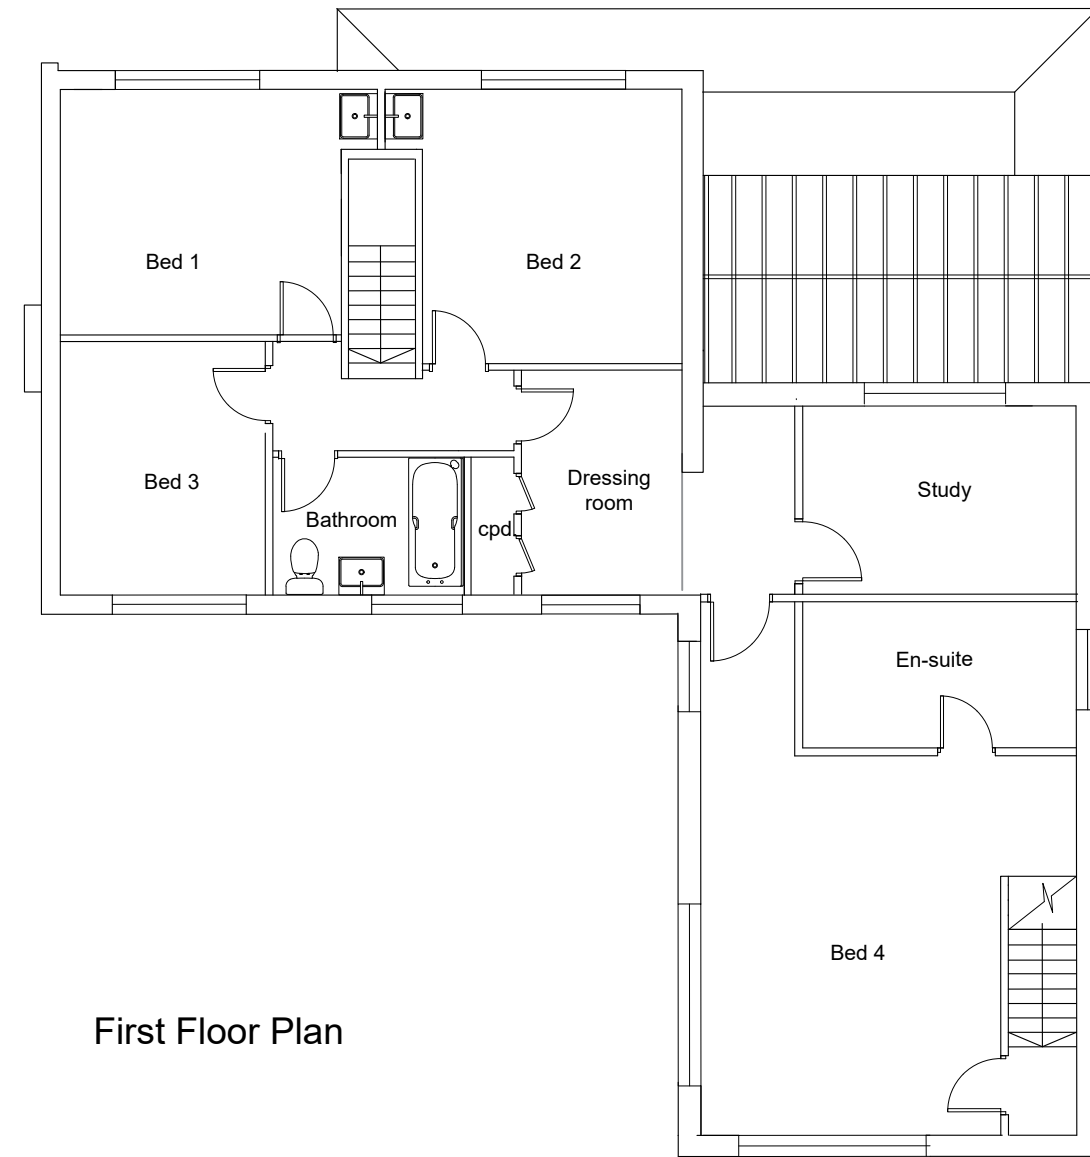 Bed 1
Bed 2
Bed 3
Bathroom
cpd.
Dressing
room
Study
En-suite
Bed 4
First Floor Plan